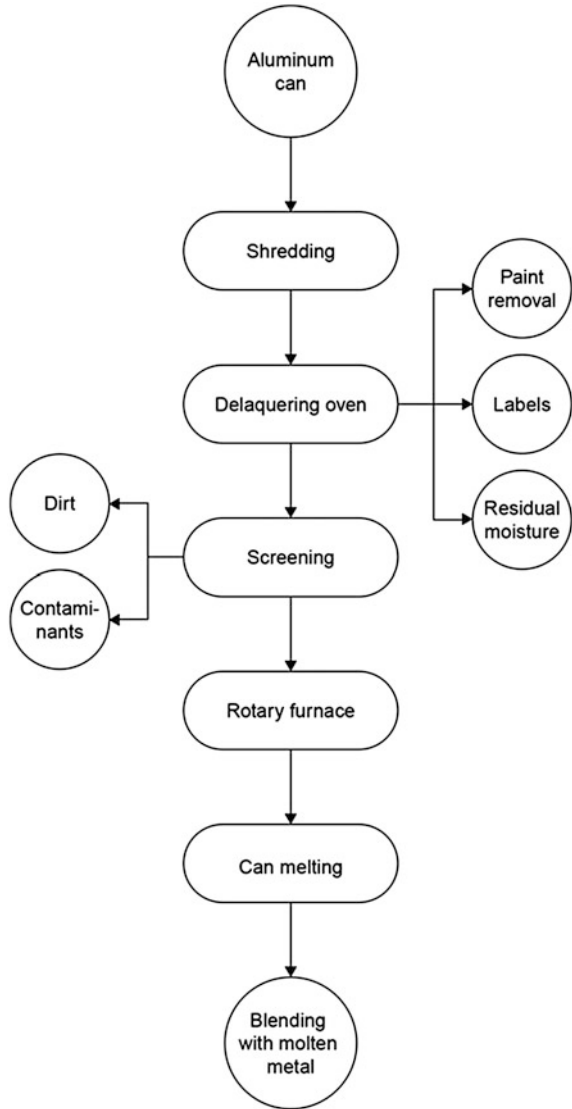 Aluminum
can
Shredding
Paint
removal
Delaquering oven
Labels
Residual
moisture
Dirt
Screening
Contami-
nants
Rotary furnace
Can melting
Blending
with molten
metal